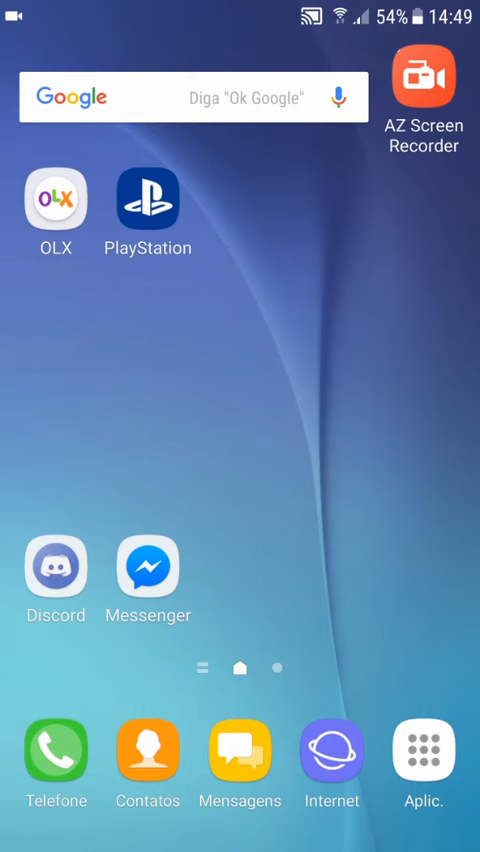 54% 14:49
Google Diga "Ok Google"
AZ Screen
Recorder
OLX
OLX PlayStation
Discord Messenger
Telefone Contatos Mensagens Internet Aplic.